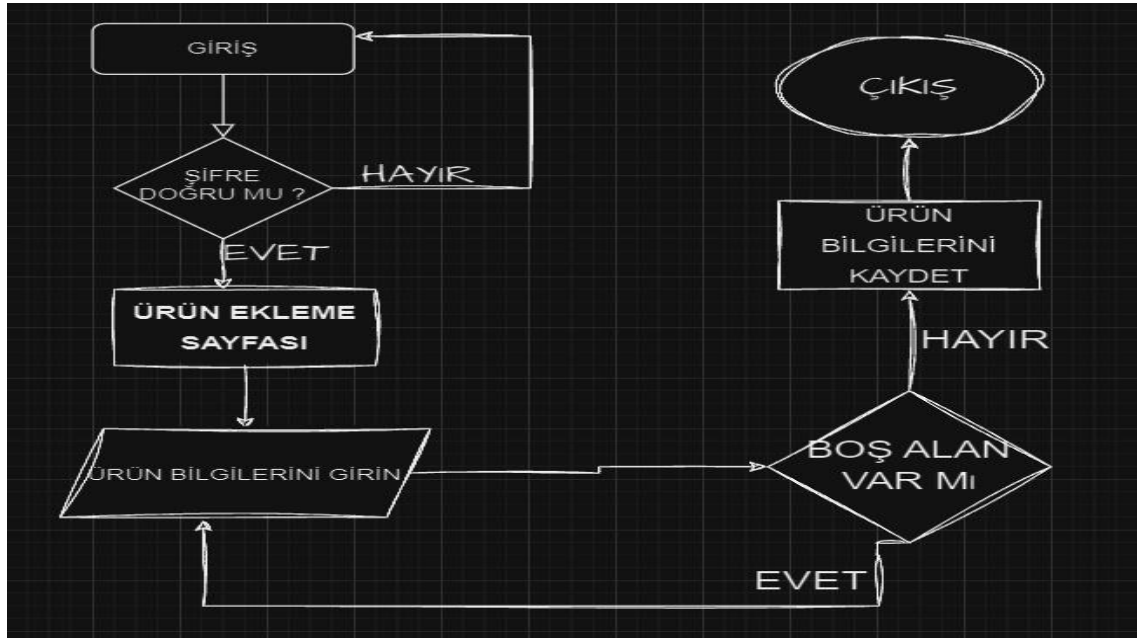 GİRİŞ
ŞİFRE
DOĞRU MU ?
HAYIR
EVET
ÜRÜN EKLEME
SAYFASI
ÜRÜN BİLGİLERİNİ GİRİN
BOŞ ALAN
VAR MI
EVET
HAYIR
ÜRÜN
BİLGİLERİNİ
KAYDET
ÇIKIŞ